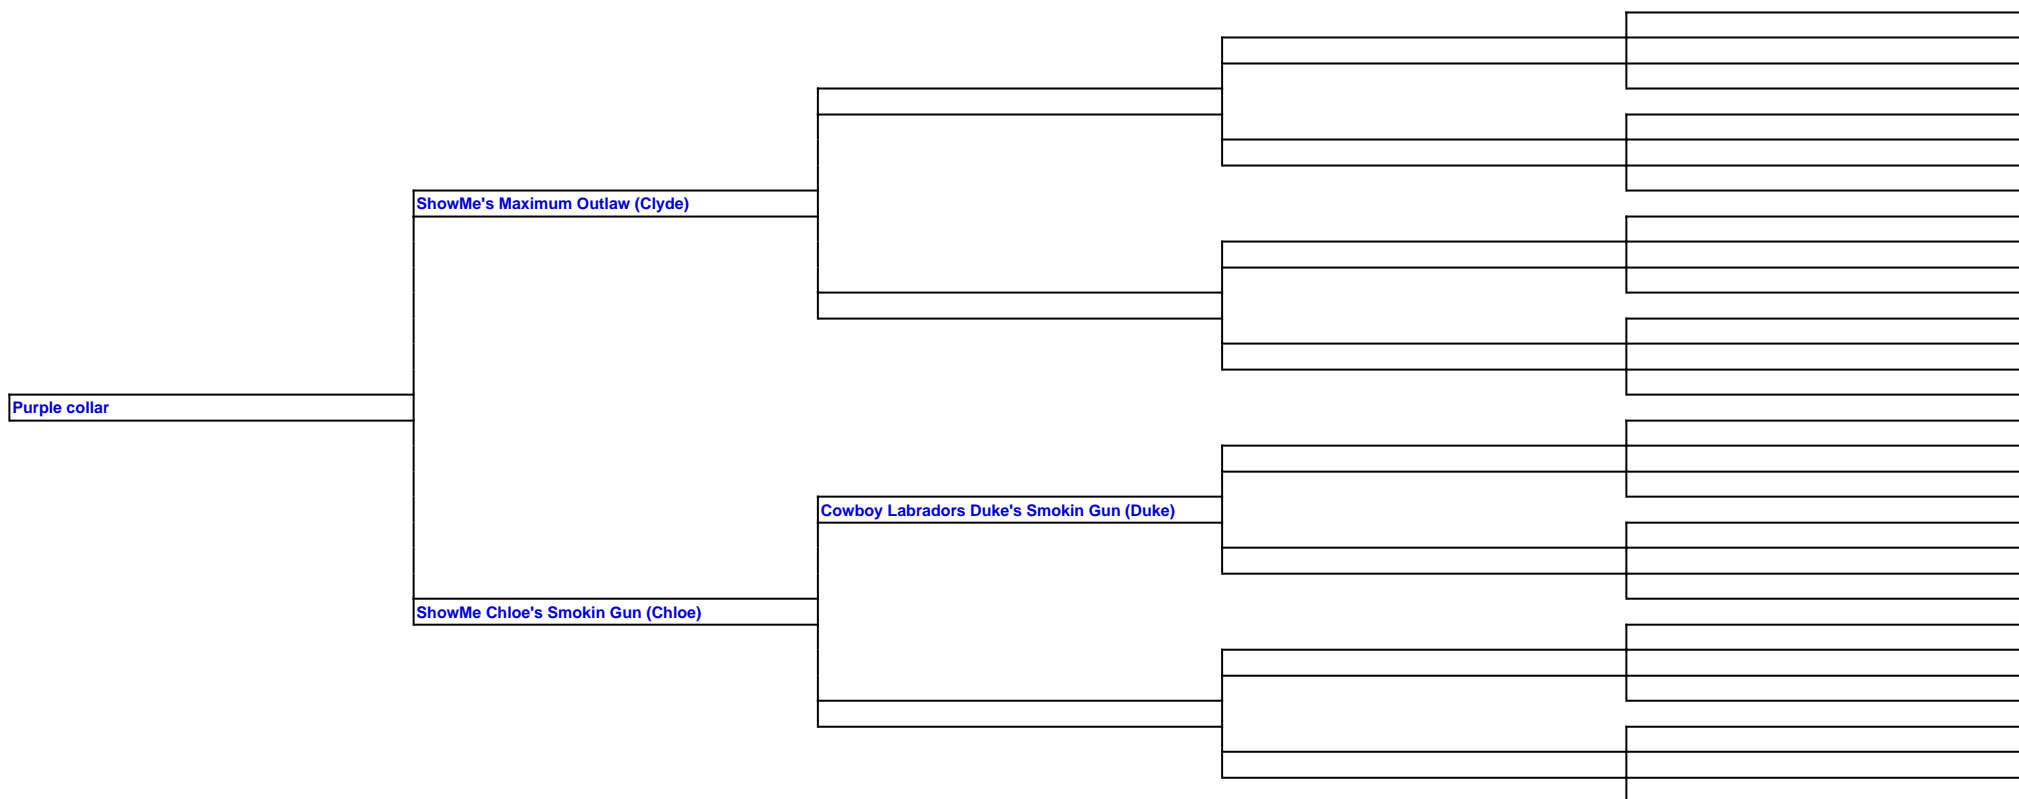 ShowMe's Maximum Outlaw (Clyde)
Purple collar
Cowboy Labradors Duke's Smokin Gun (Duke)
ShowMe Chloe's Smokin Gun (Chloe)